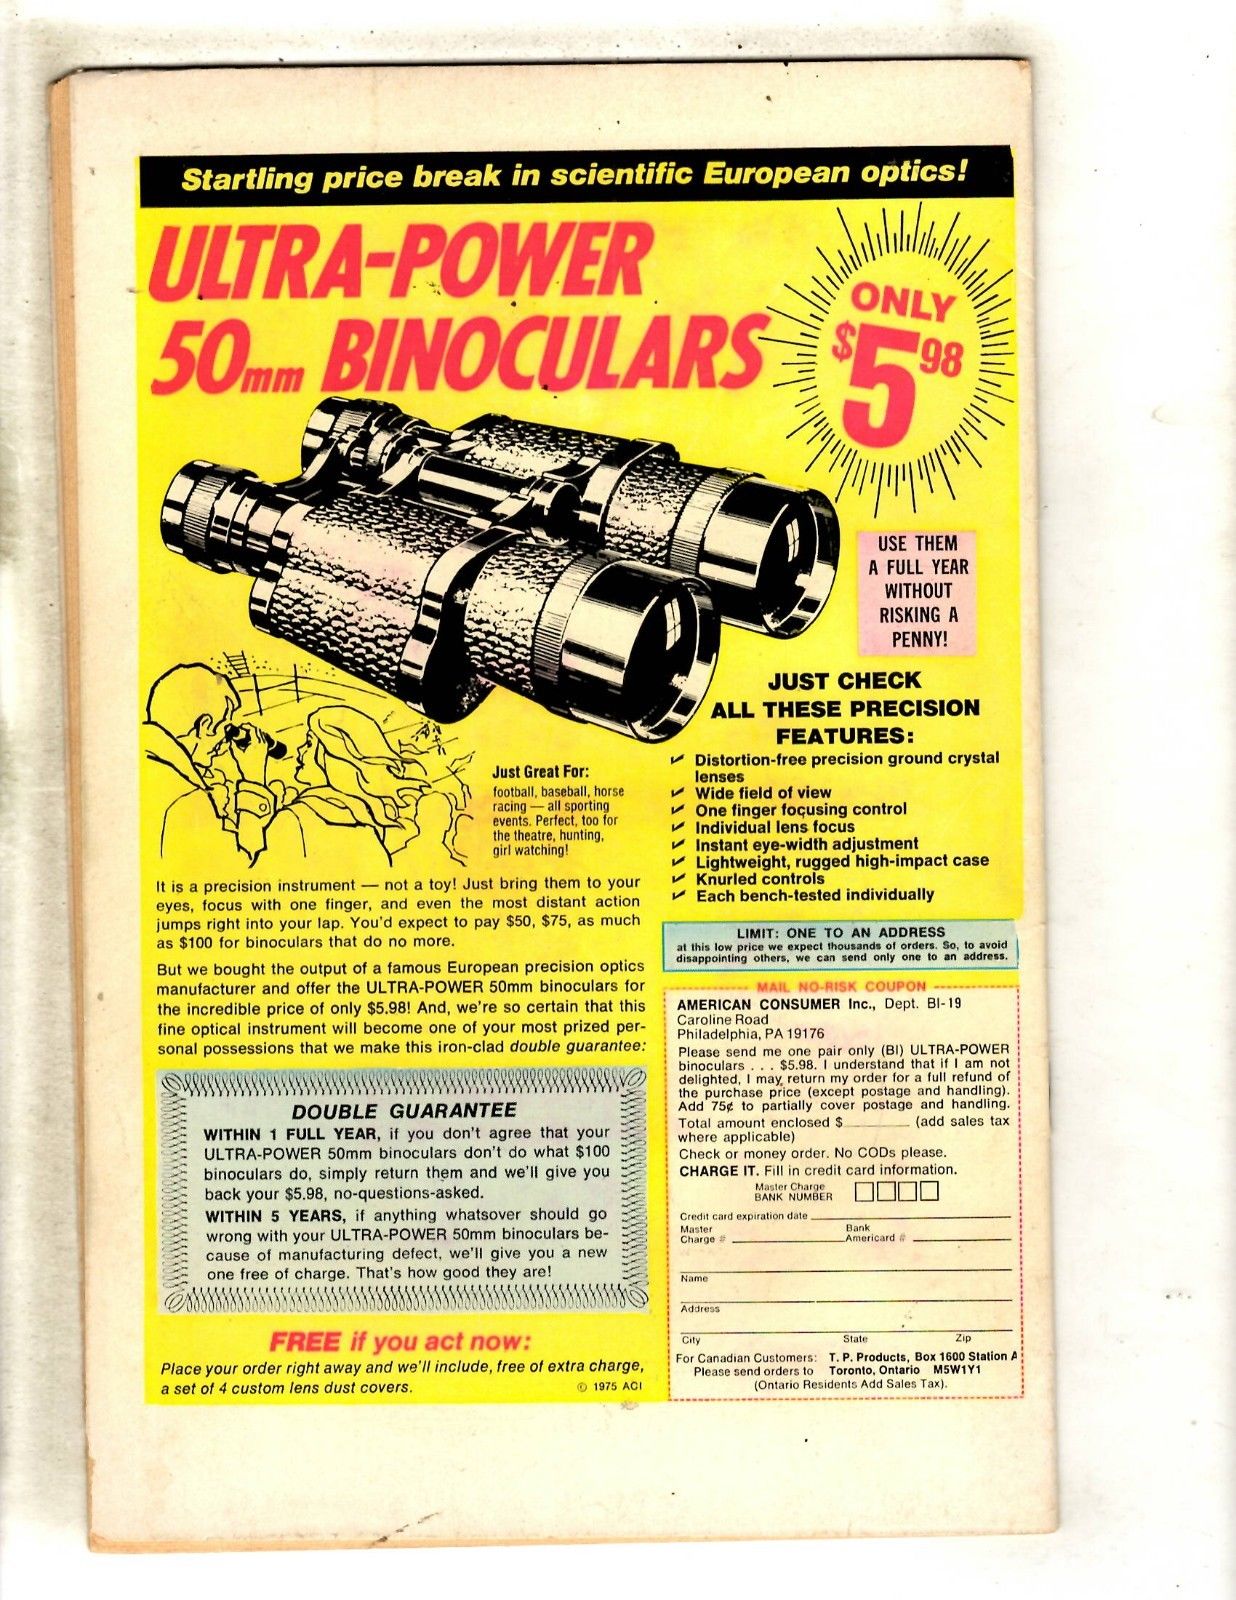 Startling price break in scientific European optics!
ULTRA-POWER
50mm BINOCULARS
ONLY
$5.98
USE THEM
A FULL YEAR
WITHOUT
RISKING A
PENNY!
JUST CHECK
ALL THESE PRECISION
FEATURES:
✓ Distortion-free precision ground crystal
lenses
✓ Wide field of view
✓ One finger focusing control
✓ Individual lens focus
✓ Instant eye-width adjustment
✓ Lightweight, rugged high-impact case
✓ Knurled controls
✓ Each bench-tested individually
Just Great For:
football, baseball, horse
racing — all sporting
events. Perfect, too for
the theatre, hunting,
girl watching!
It is a precision instrument — not a toy! Just bring them to your
eyes, focus with one finger, and even the most distant action
jumps right into your lap. You'd expect to pay $50, $75, as much
as $100 for binoculars that do no more.
But we bought the output of a famous European precision optics
manufacturer and offer the ULTRA-POWER 50mm binoculars for
the incredible price of only $5.98! And, we're so certain that this
fine optical instrument will become one of your most prized per-
sonal possessions that we make this iron-clad double guarantee:
DOUBLE GUARANTEE
WITHIN 1 FULL YEAR, if you don't agree that your
ULTRA-POWER 50mm binoculars don't do what $100
binoculars do, simply return them and we'll give you
back your $5.98, no-questions-asked.
WITHIN 5 YEARS, if anything whatsover should go
wrong with your ULTRA-POWER 50mm binoculars be-
cause of manufacturing defect, we'll give you a new
one free of charge. That's how good they are!
FREE if you act now:
Place your order right away and we'll include, free of extra charge,
a set of 4 custom lens dust covers.
© 1975 ACI
LIMIT: ONE TO AN ADDRESS
at this low price we expect thousands of orders. So, to avoid
disappointing others, we can send only one to an address.
MAIL NO-RISK COUPON
AMERICAN CONSUMER Inc., Dept. BI-19
Caroline Road
Philadelphia, PA 19176
Please send me one pair only (BI) ULTRA-POWER
binoculars . . . $5.98. I understand that if I am not
delighted, I may return my order for a full refund of
the purchase price (except postage and handling).
Add 75¢ to partially cover postage and handling.
Total amount enclosed $ (add sales tax
where applicable)
Check or money order. No CODs please.
CHARGE IT. Fill in credit card information.
Master Charge
BANK NUMBER
Credit card expiration date
Master
Charge #
Bank
Americard #
Name
Address
City State Zip
For Canadian Customers: T. P. Products, Box 1600 Station A
Please send orders to Toronto, Ontario M5W1Y1
(Ontario Residents Add Sales Tax).